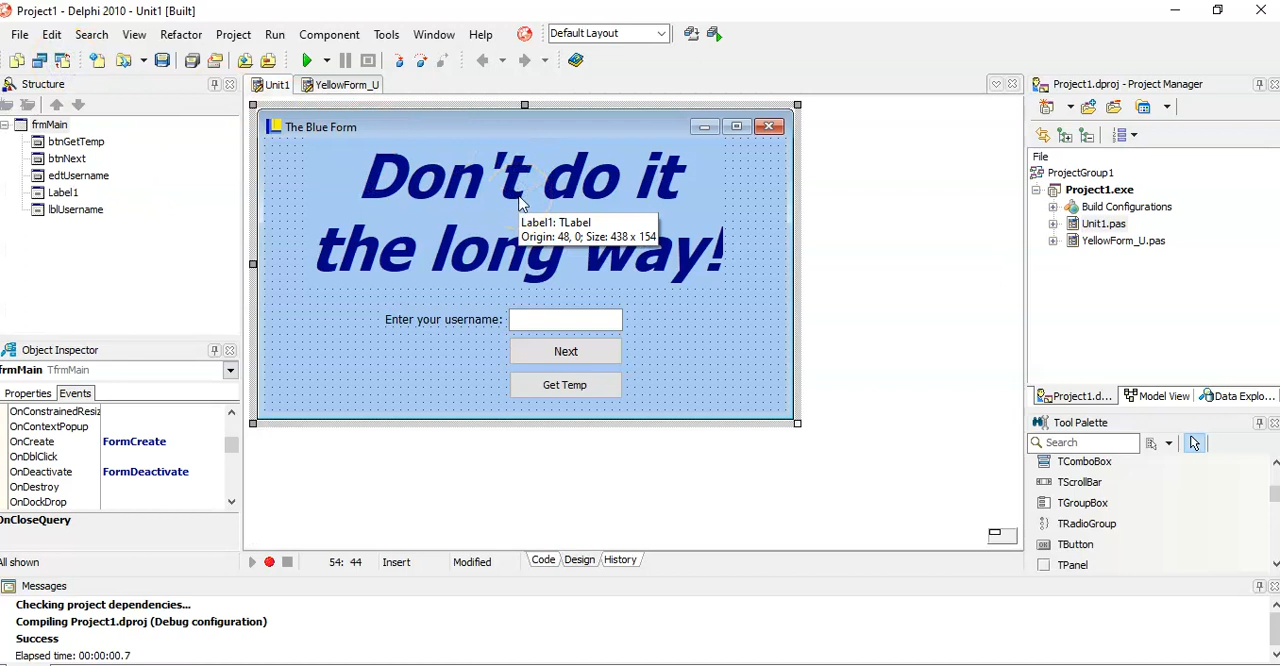 Project1 - Delphi 2010 - Unit1 [Built]
File Edit Search View Refactor Project Run Component Tools Window Help Default Layout
Structure
frmMain
btnGetTemp
btnNext
edtUsername
Label1
lblUsername
Object Inspector
frmMain TfrmMain
Properties Events
OnConstrainedResiz
OnContextPopup
OnCreate FormCreate
OnDblClick
OnDeactivate FormDeactivate
OnDestroy
OnDockDrop
OnCloseQuery
All shown
Unit1 YellowForm_U
The Blue Form
Don't do it
the long way!
Label1: TLabel
Origin: 48, 0; Size: 438 x 154
Enter your username:
Next
Get Temp
54: 44 Insert Modified Code Design History
Project1.dproj - Project Manager
File
ProjectGroup1
Project1.exe
Build Configurations
Unit1.pas
YellowForm_U.pas
Project1.d... Model View Data Explo...
Tool Palette
Search
TComboBox
TScrollBar
TGroupBox
TRadioGroup
TButton
TPanel
Messages
Checking project dependencies...
Compiling Project1.dproj (Debug configuration)
Success
Elapsed time: 00:00:00.7